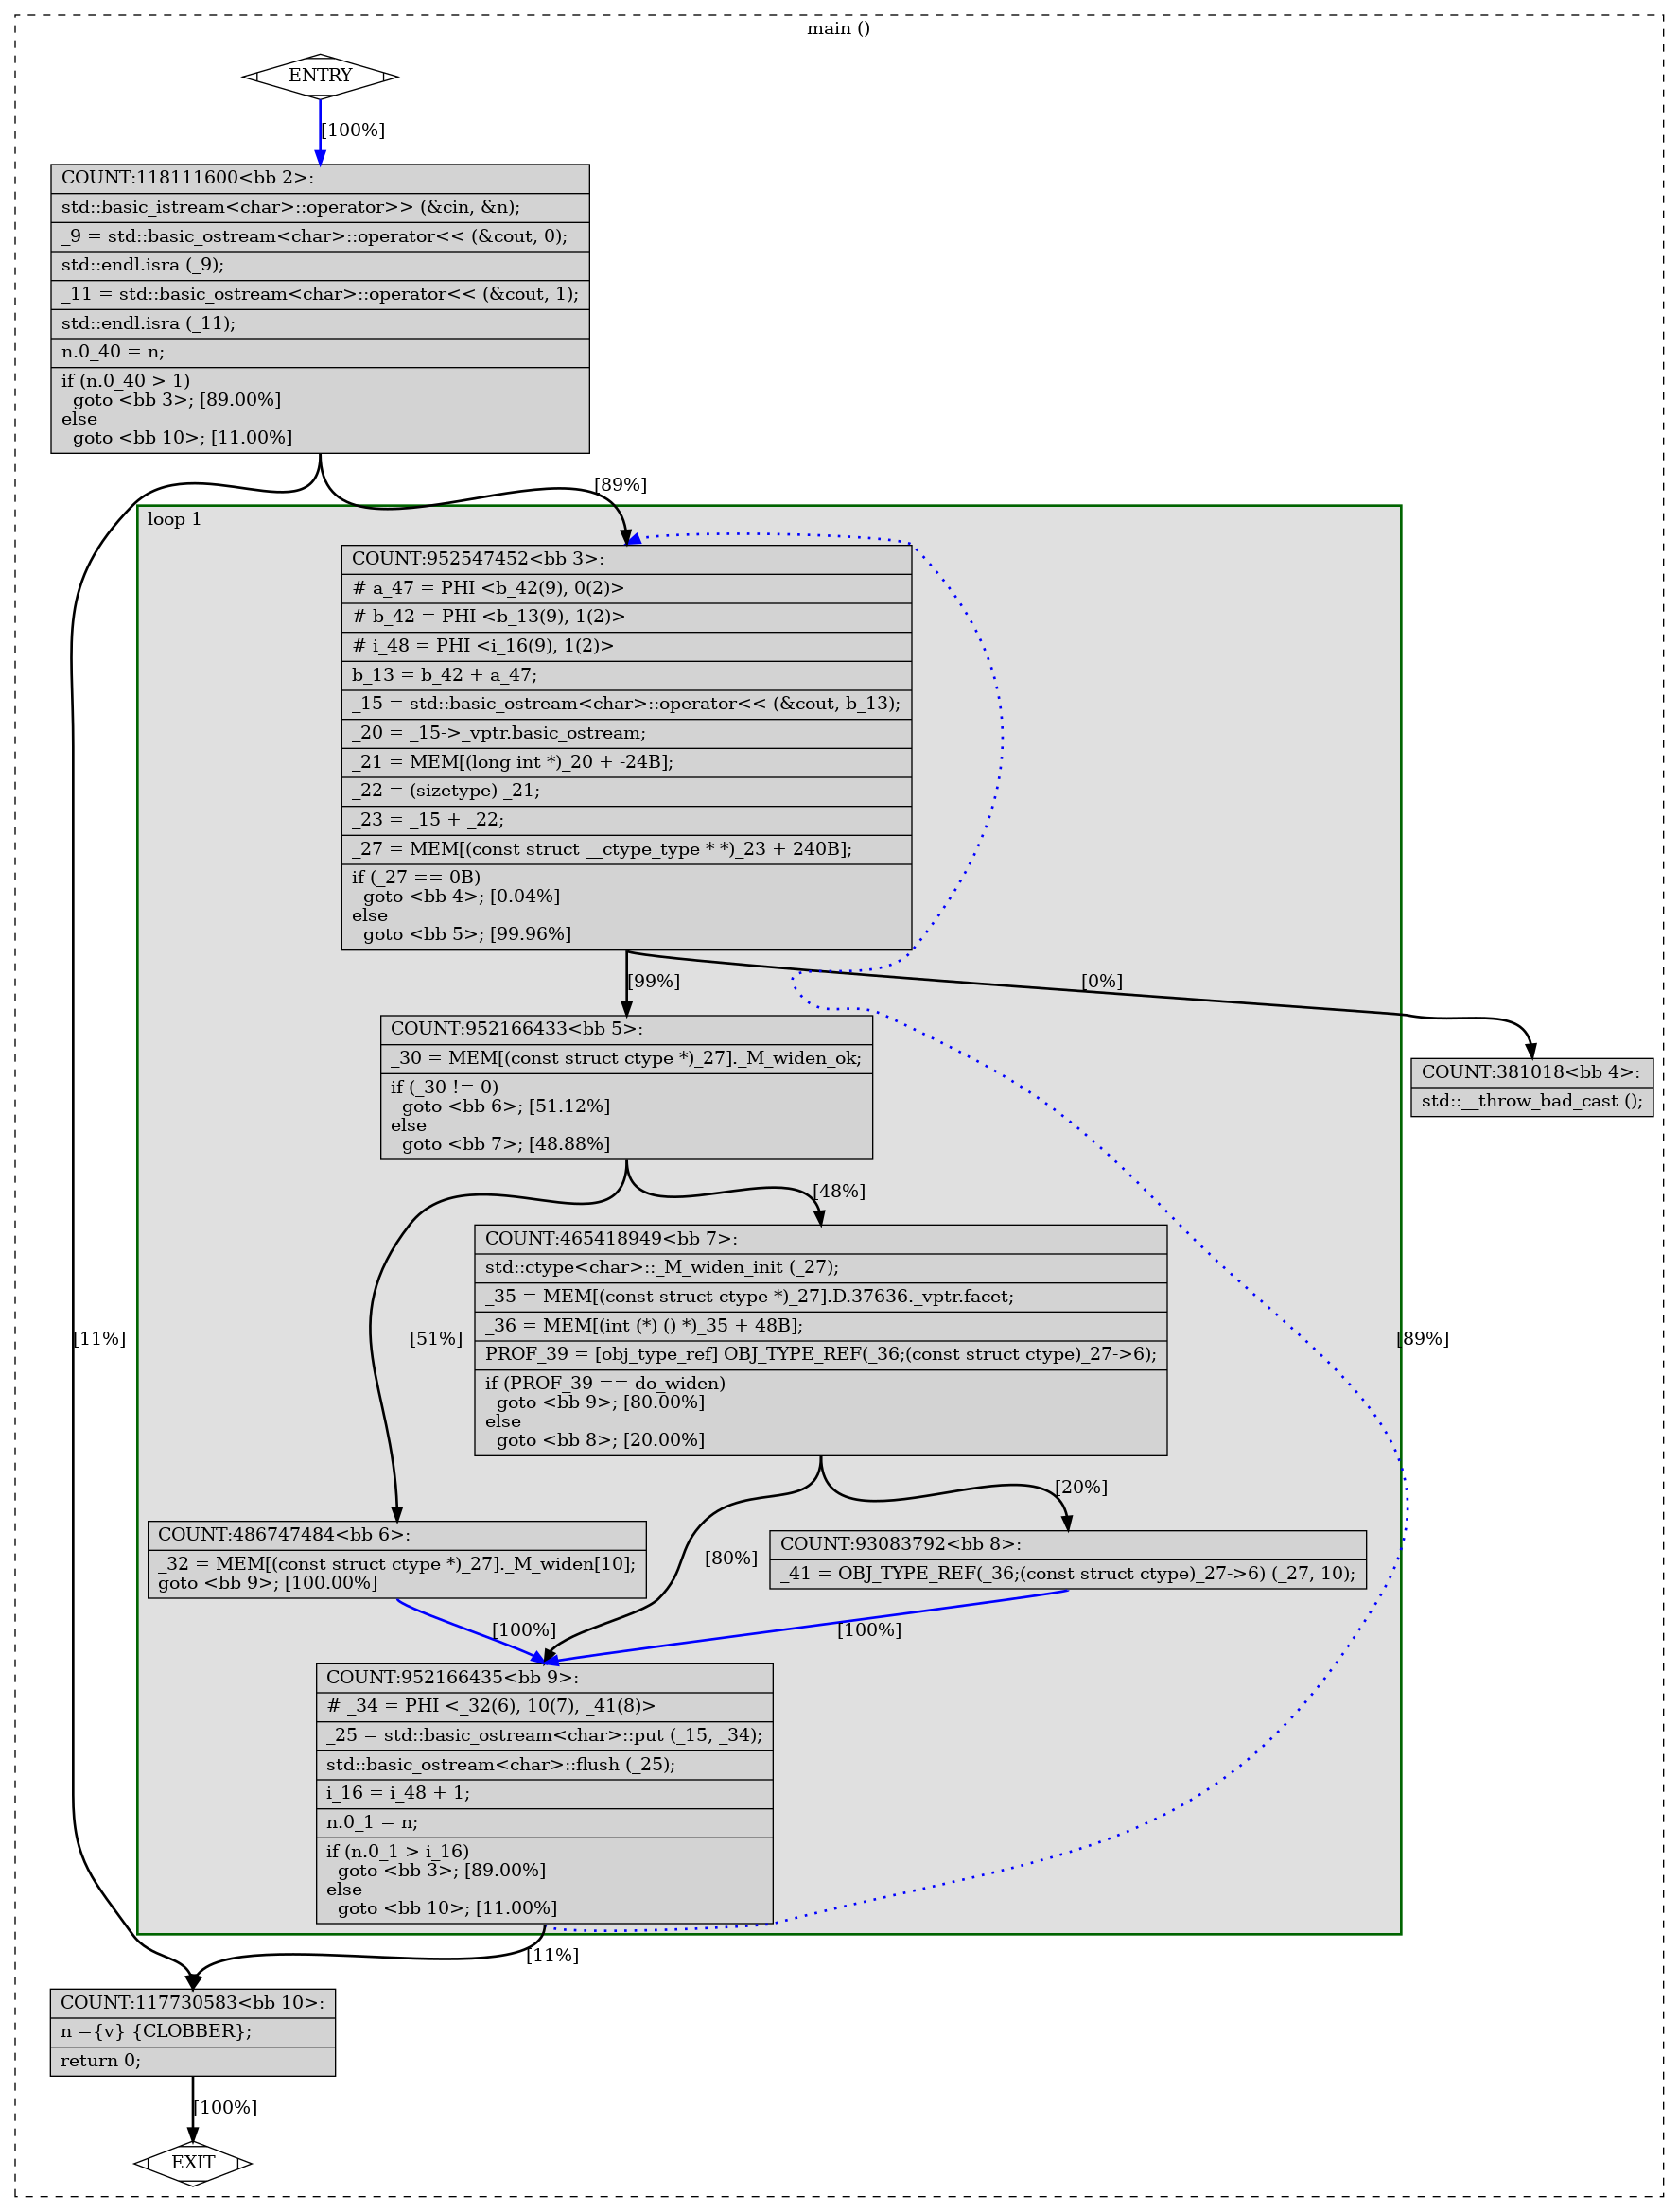 main ()
ENTRY
[100%]
COUNT:118111600<bb 2>:
std::basic_istream<char>::operator>> (&cin, &n);
_9 = std::basic_ostream<char>::operator<< (&cout, 0);
std::endl.isra (_9);
_11 = std::basic_ostream<char>::operator<< (&cout, 1);
std::endl.isra (_11);
n.0_40 = n;
if (n.0_40 > 1)
  goto <bb 3>; [89.00%]
else
  goto <bb 10>; [11.00%]
[89%]
loop 1
COUNT:952547452<bb 3>:
# a_47 = PHI <b_42(9), 0(2)>
# b_42 = PHI <b_13(9), 1(2)>
# i_48 = PHI <i_16(9), 1(2)>
b_13 = b_42 + a_47;
_15 = std::basic_ostream<char>::operator<< (&cout, b_13);
_20 = _15->_vptr.basic_ostream;
_21 = MEM[(long int *)_20 + -24B];
_22 = (sizetype) _21;
_23 = _15 + _22;
_27 = MEM[(const struct __ctype_type * *)_23 + 240B];
if (_27 == 0B)
  goto <bb 4>; [0.04%]
else
  goto <bb 5>; [99.96%]
[99%]
[0%]
COUNT:952166433<bb 5>:
_30 = MEM[(const struct ctype *)_27]._M_widen_ok;
if (_30 != 0)
  goto <bb 6>; [51.12%]
else
  goto <bb 7>; [48.88%]
COUNT:381018<bb 4>:
std::__throw_bad_cast ();
[48%]
COUNT:465418949<bb 7>:
std::ctype<char>::_M_widen_init (_27);
_35 = MEM[(const struct ctype *)_27].D.37636._vptr.facet;
_36 = MEM[(int (*) () *)_35 + 48B];
PROF_39 = [obj_type_ref] OBJ_TYPE_REF(_36;(const struct ctype)_27->6);
if (PROF_39 == do_widen)
  goto <bb 9>; [80.00%]
else
  goto <bb 8>; [20.00%]
[11%]
[51%]
[89%]
[20%]
COUNT:486747484<bb 6>:
_32 = MEM[(const struct ctype *)_27]._M_widen[10];
goto <bb 9>; [100.00%]
[80%]
COUNT:93083792<bb 8>:
_41 = OBJ_TYPE_REF(_36;(const struct ctype)_27->6) (_27, 10);
[100%]
[100%]
COUNT:952166435<bb 9>:
# _34 = PHI <_32(6), 10(7), _41(8)>
_25 = std::basic_ostream<char>::put (_15, _34);
std::basic_ostream<char>::flush (_25);
i_16 = i_48 + 1;
n.0_1 = n;
if (n.0_1 > i_16)
  goto <bb 3>; [89.00%]
else
  goto <bb 10>; [11.00%]
[11%]
COUNT:117730583<bb 10>:
n ={v} {CLOBBER};
return 0;
[100%]
EXIT